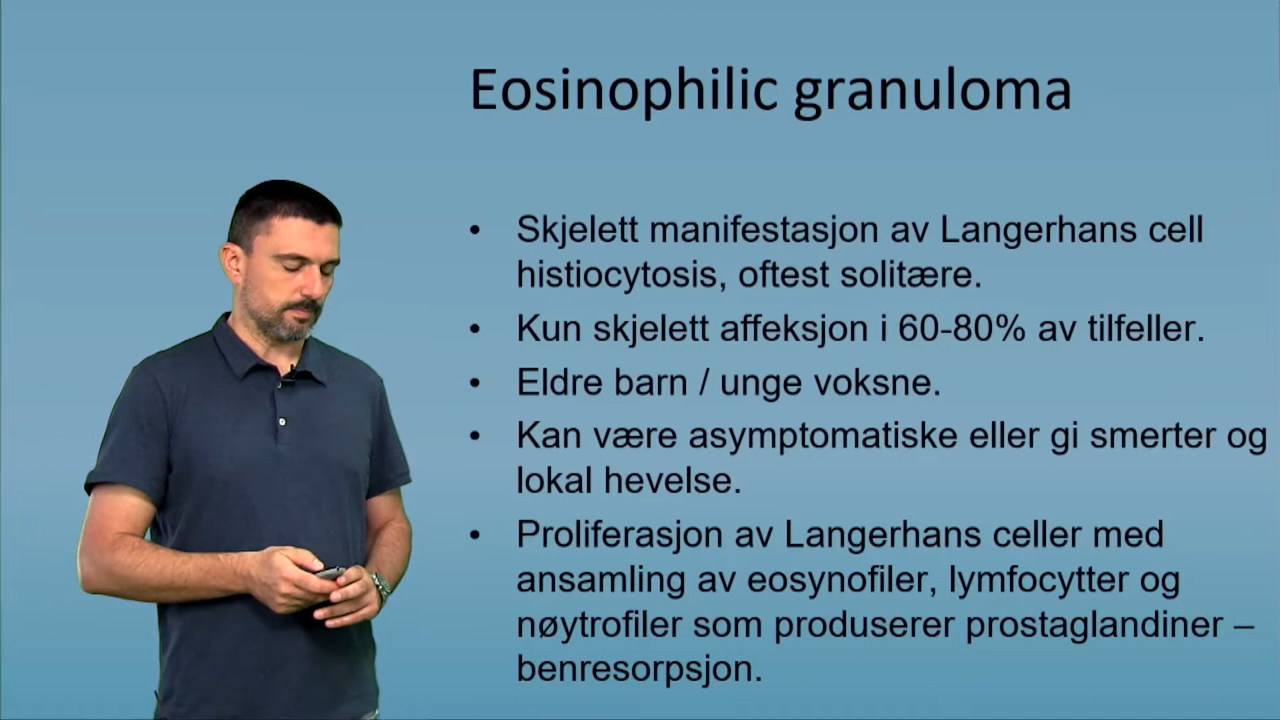 Eosinophilic granuloma
• Skjelett manifestasjon av Langerhans cell
histiocytosis, oftest solitære.
• Kun skjelett affeksjon i 60-80% av tilfeller.
• Eldre barn / unge voksne.
• Kan være asymptomatiske eller gi smerter og
lokal hevelse.
• Proliferasjon av Langerhans celler med
ansamling av eosynofiler, lymfocytter og
nøytrofiler som produserer prostaglandiner –
benresorpsjon.